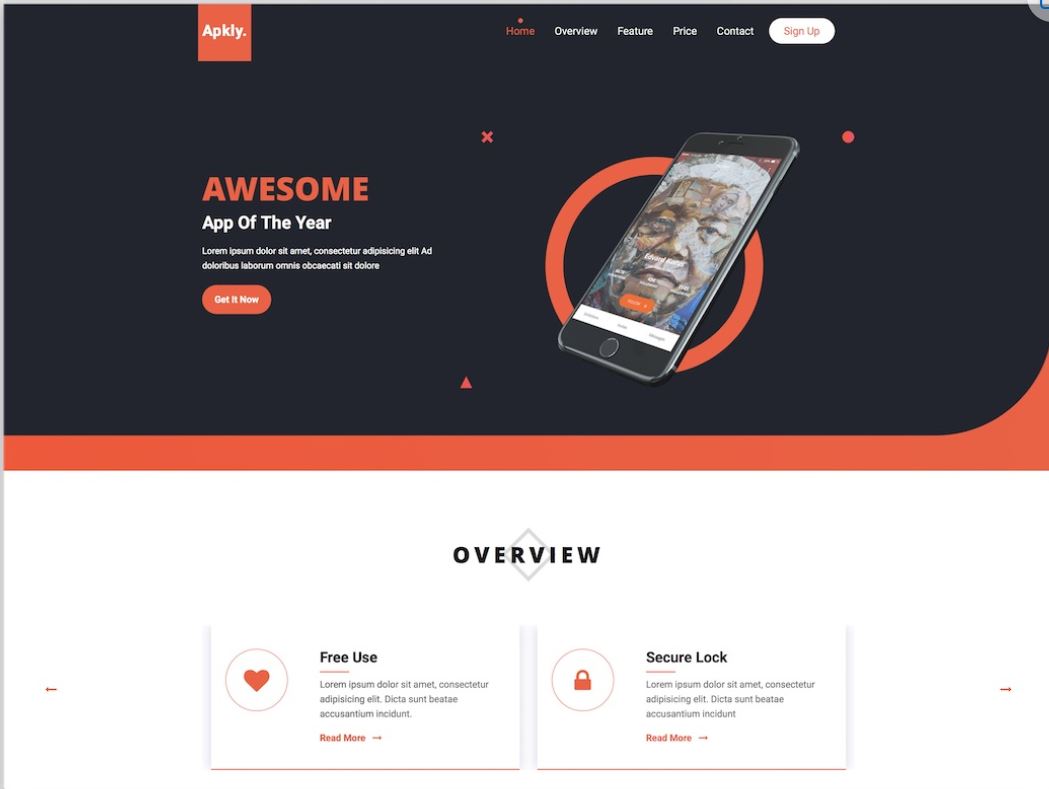 Apkly.
Home Overview Feature Price Contact Sign Up
AWESOME
App Of The Year
Lorem ipsum dolor sit amet, consectetur adipisicing elit Ad
doloribus laborum omnis obcaecati sit dolore
Get It Now
OVERVIEW
Free Use
Lorem ipsum dolor sit amet, consectetur
adipisicing elit. Dicta sunt beatae
accusantium incidunt.
Read More
Secure Lock
Lorem ipsum dolor sit amet, consectetur
adipisicing elit. Dicta sunt beatae
accusantium incidunt
Read More